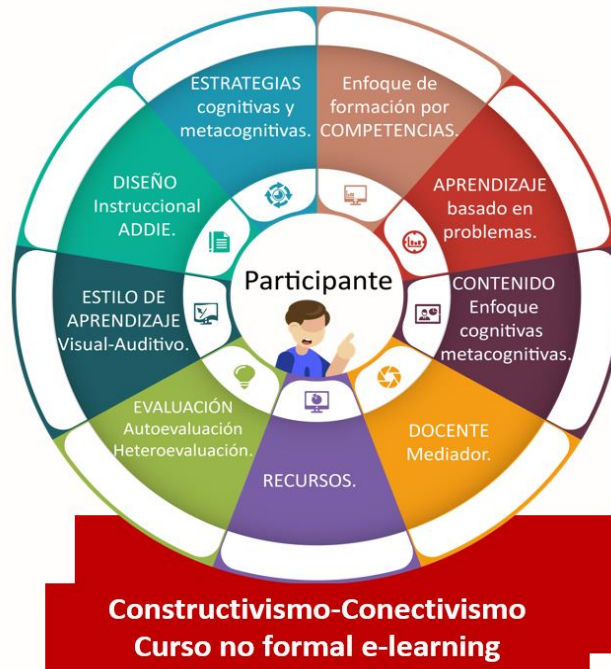 ESTRATEGIAS
cognitivas y
metacognitivas.
Enfoque de
formación por
COMPETENCIAS.
APRENDIZAJE
basado en
problemas.
CONTENIDO
Enfoque
cognitivas
metacognitivas.
DOCENTE
Mediador.
RECURSOS.
EVALUACIÓN
Autoevaluación
Heteroevaluación.
ESTILO DE
APRENDIZAJE
Visual-Auditivo.
DISEÑO
Instruccional
ADDIE.
Participante
Constructivismo-Conectivismo
Curso no formal e-learning